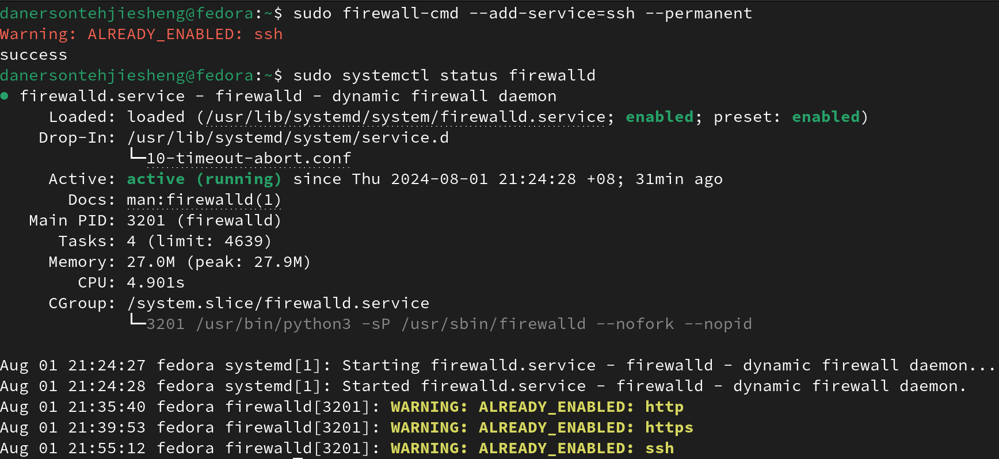 danersontehjiesheng@fedora:~$ sudo firewall-cmd --add-service=ssh --permanent
Warning: ALREADY_ENABLED: ssh
success
danersontehjiesheng@fedora:~$ sudo systemctl status firewalld
● firewalld.service - firewalld - dynamic firewall daemon
     Loaded: loaded (/usr/lib/systemd/system/firewalld.service; enabled; preset: enabled)
    Drop-In: /usr/lib/systemd/system/service.d
             └─10-timeout-abort.conf
     Active: active (running) since Thu 2024-08-01 21:24:28 +08; 31min ago
       Docs: man:firewalld(1)
   Main PID: 3201 (firewalld)
      Tasks: 4 (limit: 4639)
     Memory: 27.0M (peak: 27.9M)
        CPU: 4.901s
     CGroup: /system.slice/firewalld.service
             └─3201 /usr/bin/python3 -sP /usr/sbin/firewalld --nofork --nopid

Aug 01 21:24:27 fedora systemd[1]: Starting firewalld.service - firewalld - dynamic firewall daemon...
Aug 01 21:24:28 fedora systemd[1]: Started firewalld.service - firewalld - dynamic firewall daemon.
Aug 01 21:35:40 fedora firewalld[3201]: WARNING: ALREADY_ENABLED: http
Aug 01 21:39:53 fedora firewalld[3201]: WARNING: ALREADY_ENABLED: https
Aug 01 21:55:12 fedora firewalld[3201]: WARNING: ALREADY_ENABLED: ssh